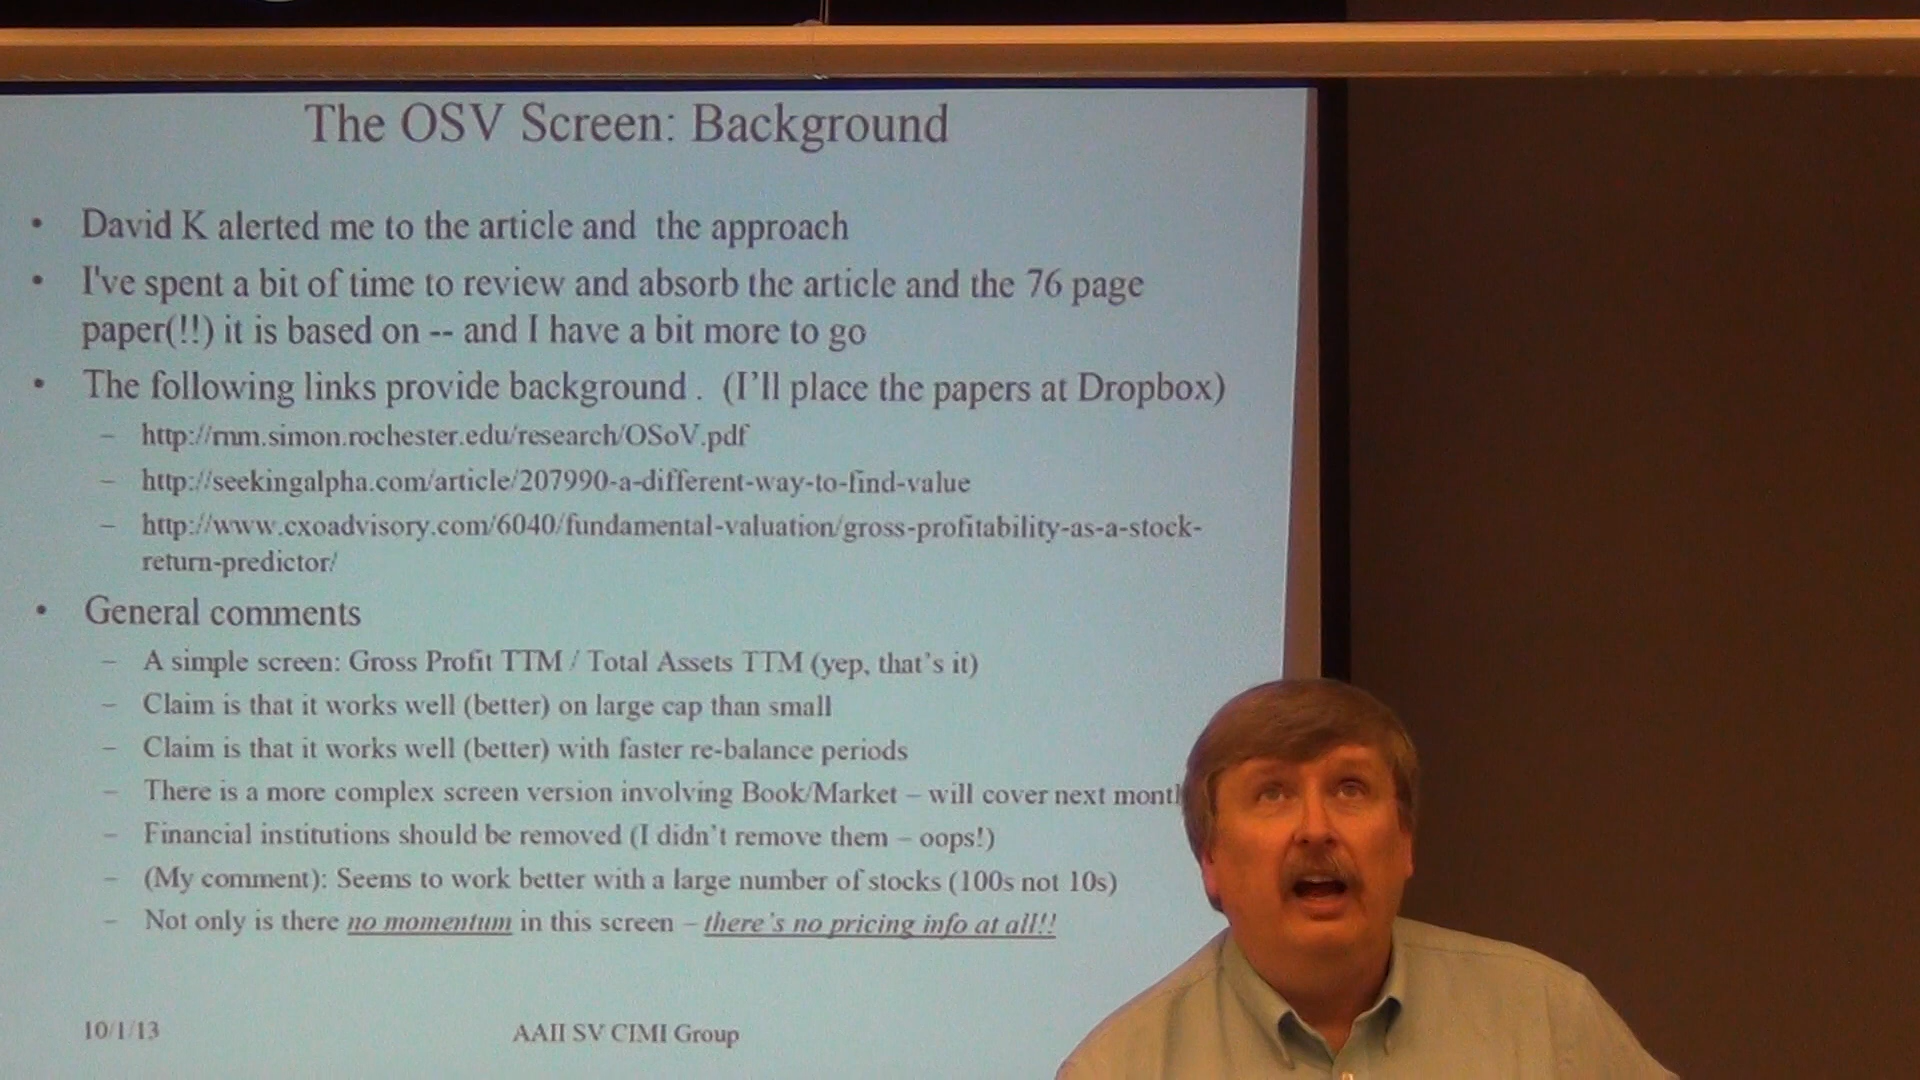 The OSV Screen: Background
• David K alerted me to the article and the approach
• I've spent a bit of time to review and absorb the article and the 76 page
paper(!!) it is based on -- and I have a bit more to go
• The following links provide background . (I'll place the papers at Dropbox)
– http://rnm.simon.rochester.edu/research/OSoV.pdf
– http://seekingalpha.com/article/207990-a-different-way-to-find-value
– http://www.cxoadvisory.com/6040/fundamental-valuation/gross-profitability-as-a-stock-
return-predictor/
• General comments
– A simple screen: Gross Profit TTM / Total Assets TTM (yep, that's it)
– Claim is that it works well (better) on large cap than small
– Claim is that it works well (better) with faster re-balance periods
– There is a more complex screen version involving Book/Market – will cover next month
– Financial institutions should be removed (I didn't remove them – oops!)
– (My comment): Seems to work better with a large number of stocks (100s not 10s)
– Not only is there no momentum in this screen – there's no pricing info at all!!
10/1/13
AAII SV CIMI Group